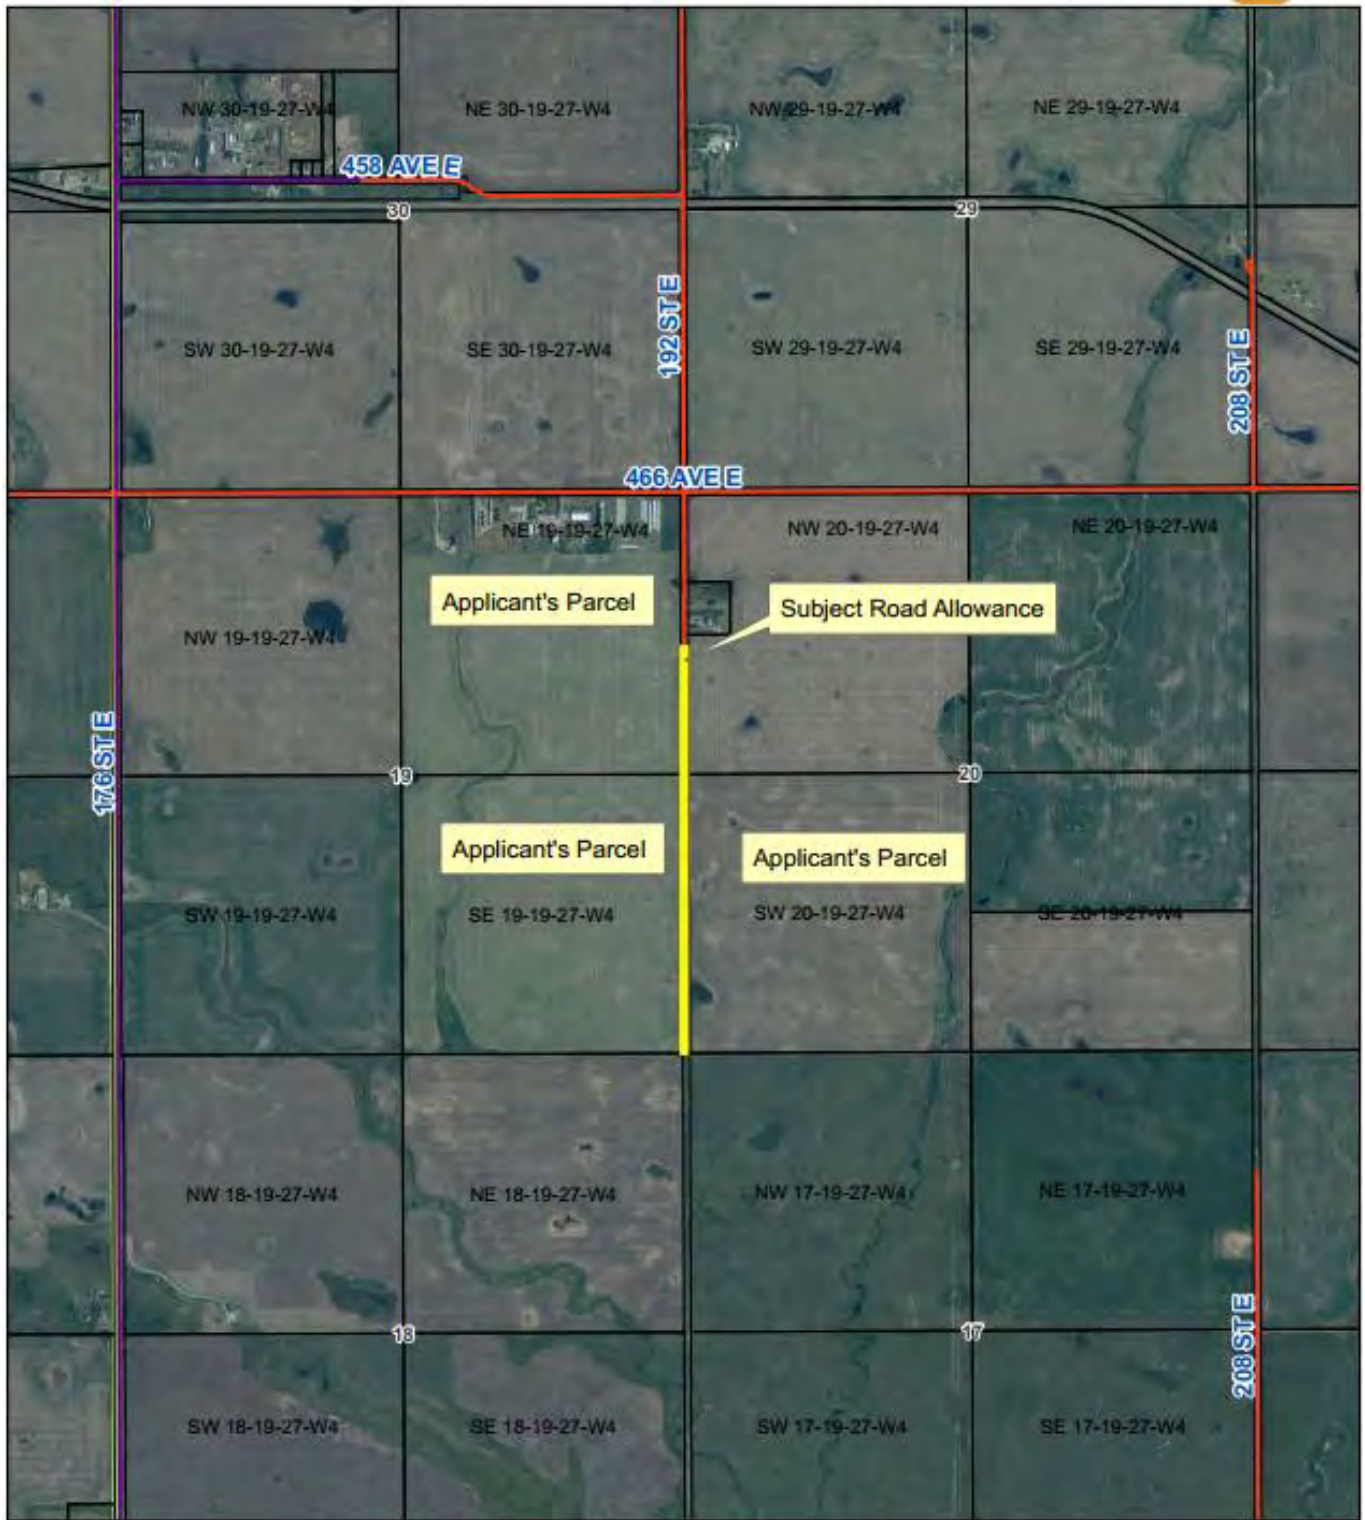 NW 30-19-27-W4
NE 30-19-27-W4
NW 29-19-27-W4
NE 29-19-27-W4
458 AVE E
30
29
192 ST E
SW 30-19-27-W4
SE 30-19-27-W4
SW 29-19-27-W4
SE 29-19-27-W4
208 ST E
466 AVE E
NE 19-19-27-W4
NW 20-19-27-W4
NE 20-19-27-W4
Applicant's Parcel
Subject Road Allowance
NW 19-19-27-W4
176 ST E
19
20
Applicant's Parcel
Applicant's Parcel
SW 19-19-27-W4
SE 19-19-27-W4
SW 20-19-27-W4
SE 20-19-27-W4
NW 18-19-27-W4
NE 18-19-27-W4
NW 17-19-27-W4
NE 17-19-27-W4
18
17
208 ST E
SW 18-19-27-W4
SE 18-19-27-W4
SW 17-19-27-W4
SE 17-19-27-W4